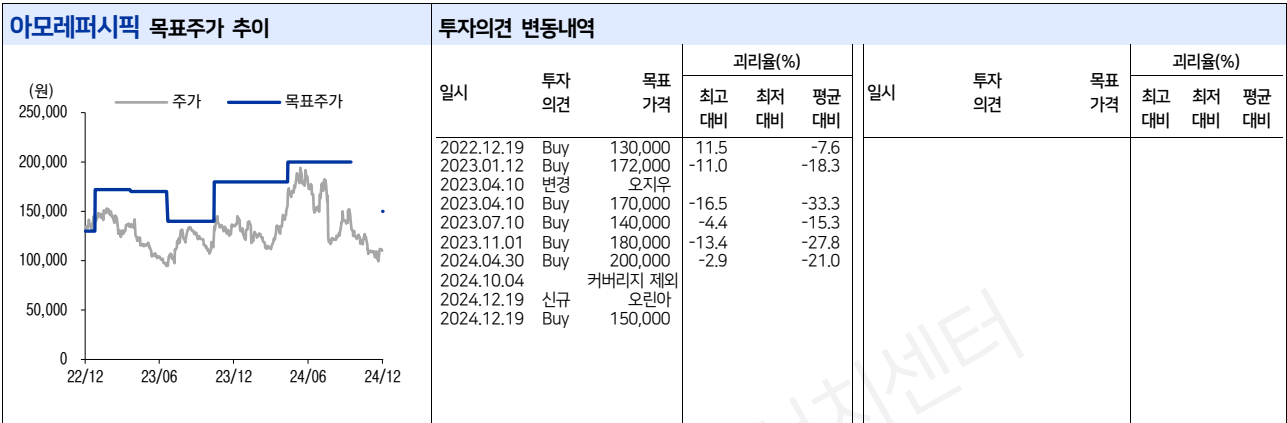 아모레퍼시픽 목표주가 추이
(원)
주가
목표주가
250,000
200,000
150,000
100,000
50,000
0
22/12 23/06 23/12 24/06 24/12
투자의견 변동내역
일시 투자의견 목표가격 괴리율(%)
최고대비 최저대비 평균대비
2022.12.19 Buy 130,000 11.5 -7.6
2023.01.12 Buy 172,000 -11.0 -18.3
2023.04.10 변경 오지우
2023.04.10 Buy 170,000 -16.5 -33.3
2023.07.10 Buy 140,000 -4.4 -15.3
2023.11.01 Buy 180,000 -13.4 -27.8
2024.04.30 Buy 200,000 -2.9 -21.0
2024.10.04 커버리지 제외
2024.12.19 신규 오린아
2024.12.19 Buy 150,000
일시 투자의견 목표가격 괴리율(%)
최고대비 최저대비 평균대비
치센터